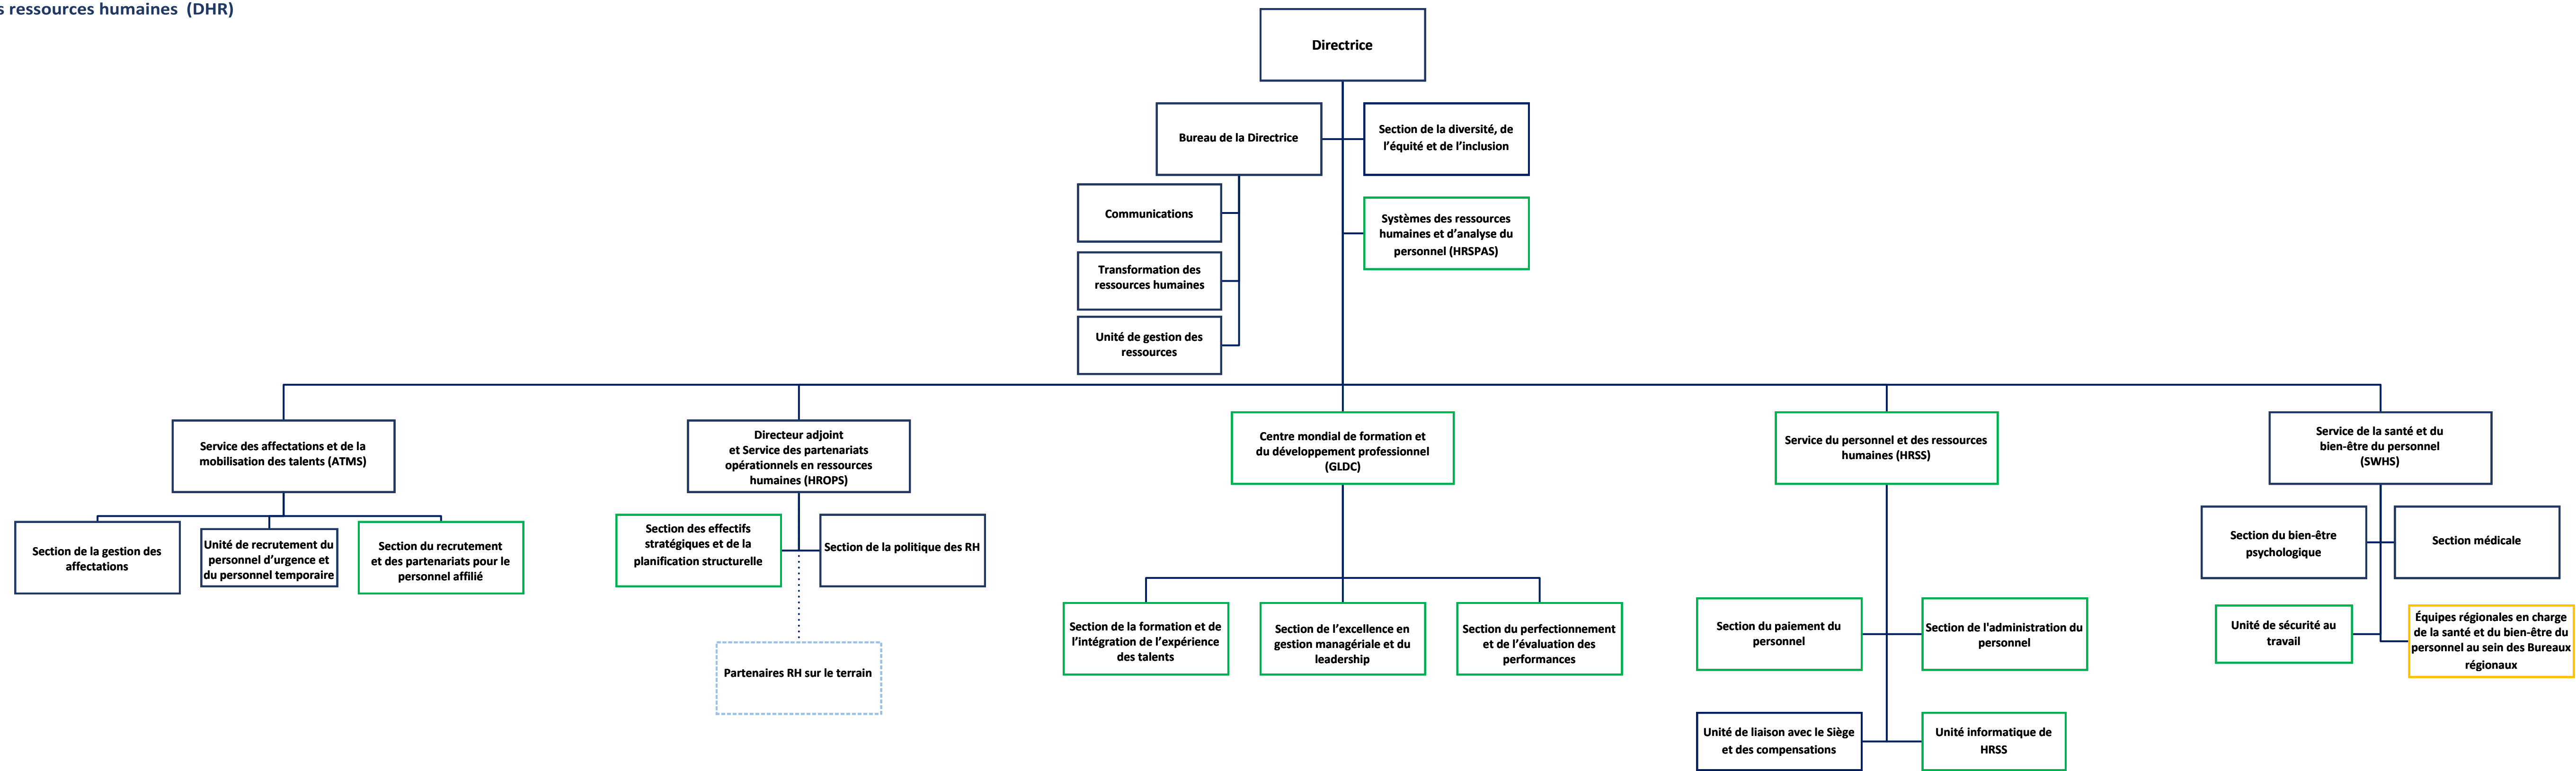 s ressources humaines (DHR)
Directrice
Bureau de la Directrice
Section de la diversité, de
l’équité et de l’inclusion
Communications
Systèmes des ressources
humaines et d’analyse du
personnel (HRSPAS)
Transformation des
ressources humaines
Unité de gestion des
ressources
Service des affectations et de la
mobilisation des talents (ATMS)
Directeur adjoint
et Service des partenariats
opérationnels en ressources
humaines (HROPS)
Centre mondial de formation et
du développement professionnel
(GLDC)
Service du personnel et des ressources
humaines (HRSS)
Service de la santé et du
bien-être du personnel
(SWHS)
Section de la gestion des
affectations
Unité de recrutement du
personnel d’urgence et
du personnel temporaire
Section du recrutement
et des partenariats pour le
personnel affilié
Section des effectifs
stratégiques et de la
planification structurelle
Section de la politique des RH
Partenaires RH sur le terrain
Section de la formation et de
l’intégration de l’expérience
des talents
Section de l’excellence en
gestion managériale et du
leadership
Section du perfectionnement
et de l’évaluation des
performances
Section du paiement du
personnel
Section de l'administration du
personnel
Unité de liaison avec le Siège
et des compensations
Unité informatique de
HRSS
Section du bien-être
psychologique
Section médicale
Unité de sécurité au
travail
Équipes régionales en charge
de la santé et du bien-être du
personnel au sein des Bureaux
régionaux